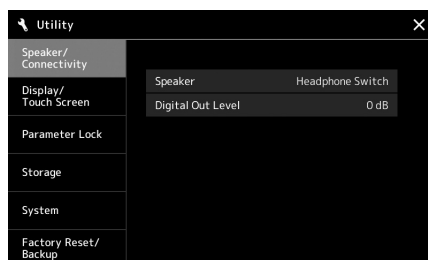 Utility
Speaker/
Connectivity
Display/
Touch Screen
Parameter Lock
Storage
System
Factory Reset/
Backup
Speaker Headphone Switch
Digital Out Level 0 dB